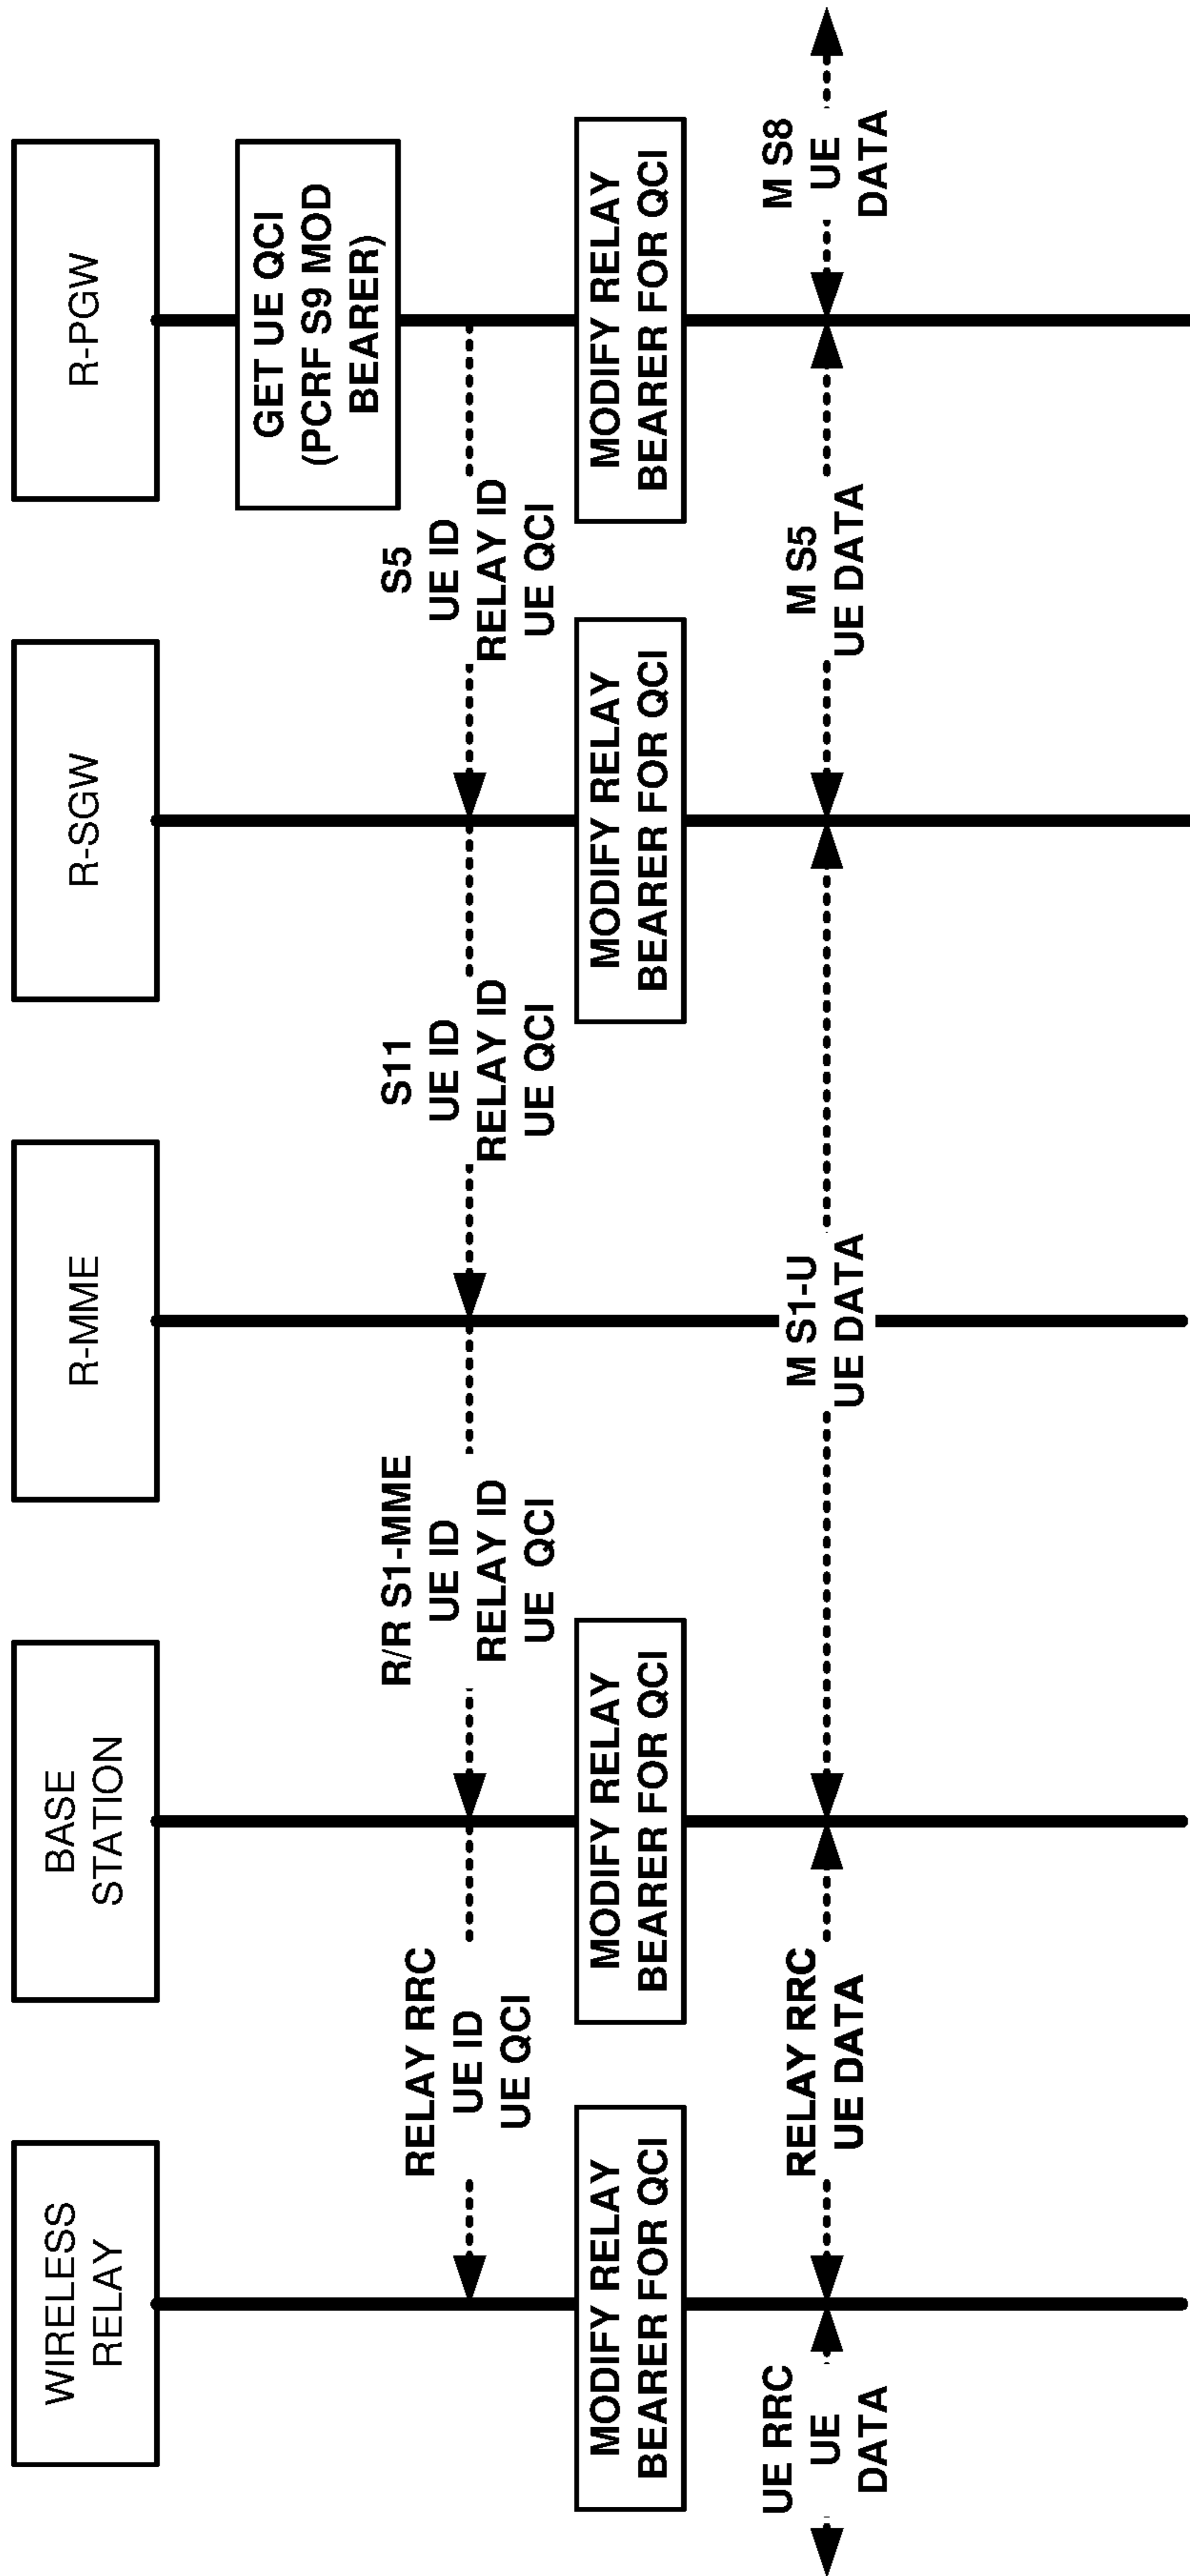 WIRELESS
RELAY
BASE
STATION
R-MME
R-SGW
R-PGW
GET UE QCI
(PCRF S9 MOD
BEARER)
RELAY RRC
UE ID
UE QCI
R/R S1-MME
UE ID
RELAY ID
UE QCI
S11
UE ID
RELAY ID
UE QCI
S5
UE ID
RELAY ID
UE QCI
MODIFY RELAY
BEARER FOR QCI
MODIFY RELAY
BEARER FOR QCI
MODIFY RELAY
BEARER FOR QCI
MODIFY RELAY
BEARER FOR QCI
UE RRC
UE
DATA
RELAY RRC
UE DATA
M S1-U
UE DATA
M S5
UE DATA
M S8
UE
DATA